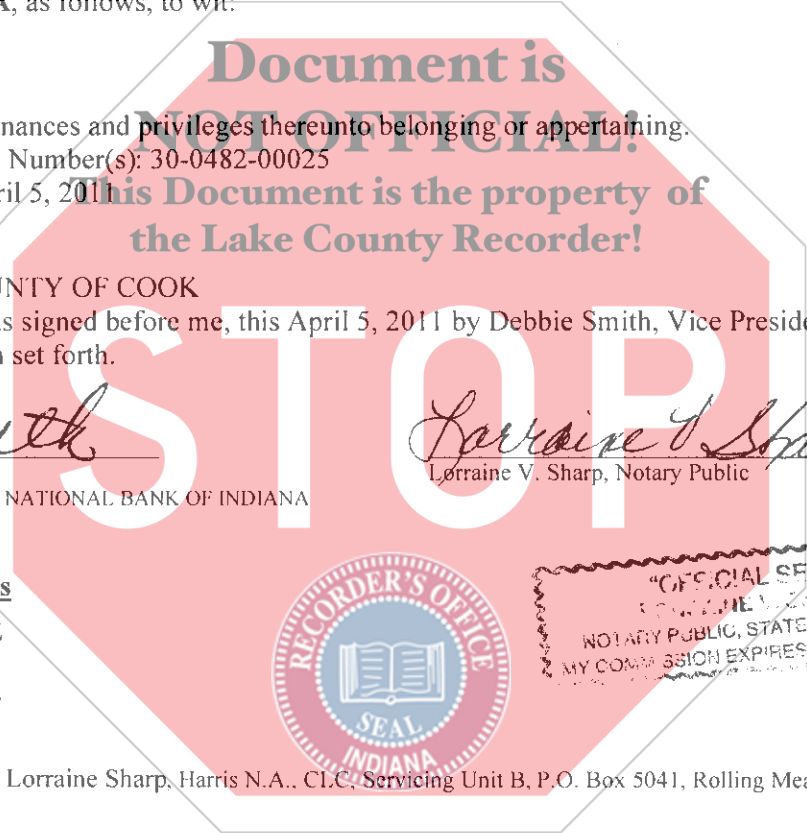 A, as follows, to wit:
Document is
NOT OFFICIAL!
nances and privileges thereunto belonging or appertaining.
Number(s): 30-0482-00025
ril 5, 2011
This Document is the property of
the Lake County Recorder!
UNTY OF COOK
s signed before me, this April 5, 2011 by Debbie Smith, Vice Preside
n set forth.
STOP
Lorraine V. Sha
Lorraine V. Sharp, Notary Public
NATIONAL BANK OF INDIANA
s
RECORDER'S OFFICE
SEAL
INDIANA
"OFFICIAL SE
NOTARY PUBLIC, STATE
MY COMMISSION EXPIRES
Lorraine Sharp, Harris N.A., CLC, Servicing Unit B, P.O. Box 5041, Rolling Mea